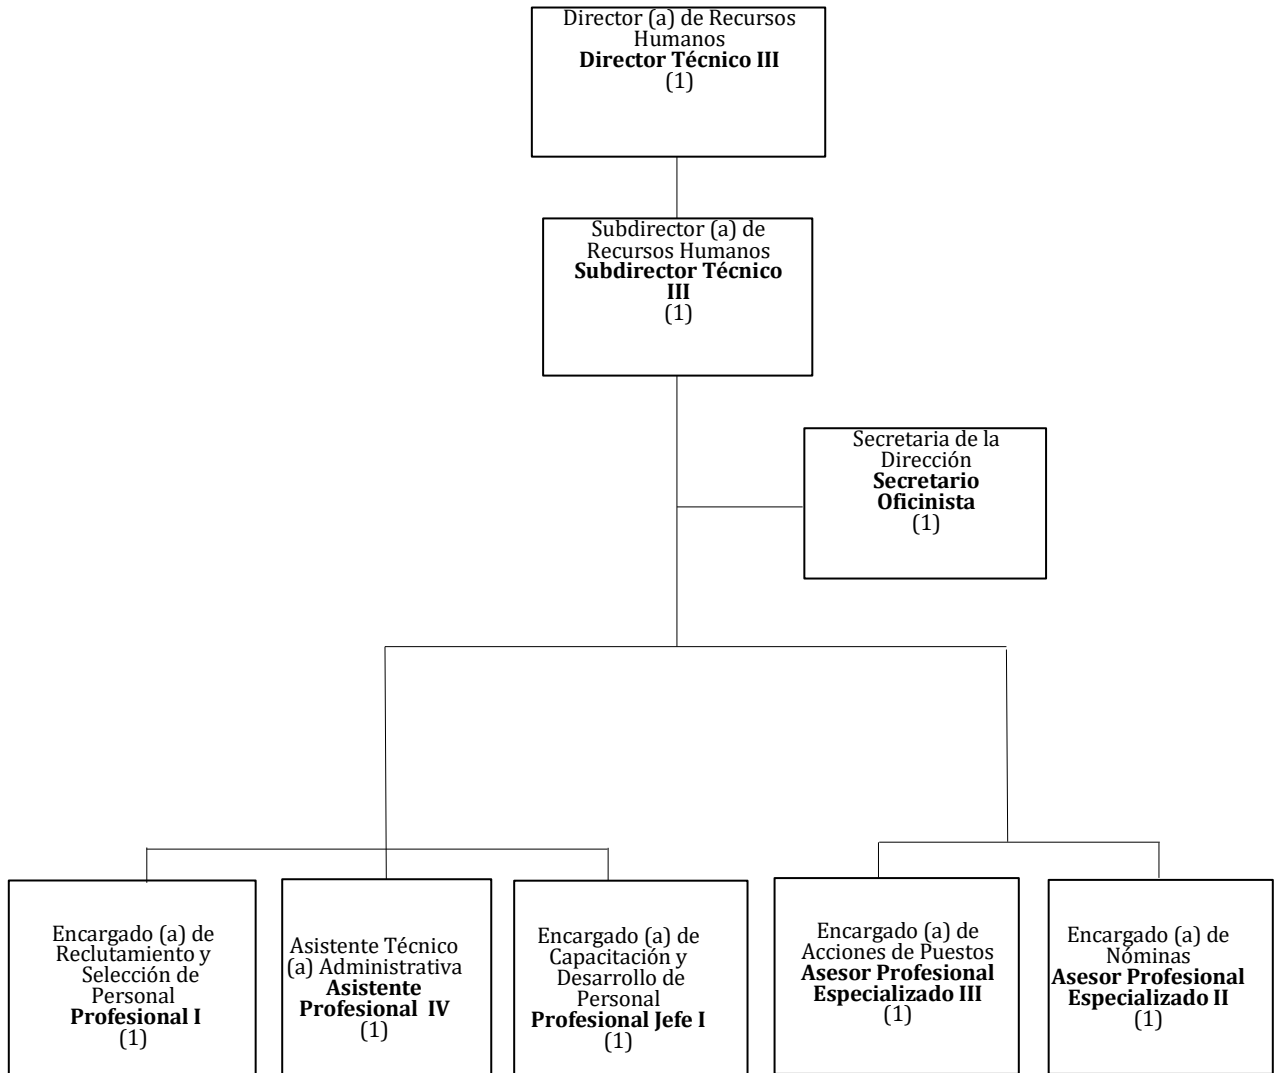 Director (a) de Recursos
Humanos
Director Técnico III
(1)
Subdirector (a) de
Recursos Humanos
Subdirector Técnico
III
(1)
Secretaria de la
Dirección
Secretario
Oficinista
(1)
Encargado (a) de
Reclutamiento y
Selección de
Personal
Profesional I
(1)
Asistente Técnico
(a) Administrativa
Asistente
Profesional IV
(1)
Encargado (a) de
Capacitación y
Desarrollo de
Personal
Profesional Jefe I
(1)
Encargado (a) de
Acciones de Puestos
Asesor Profesional
Especializado III
(1)
Encargado (a) de
Nóminas
Asesor Profesional
Especializado II
(1)